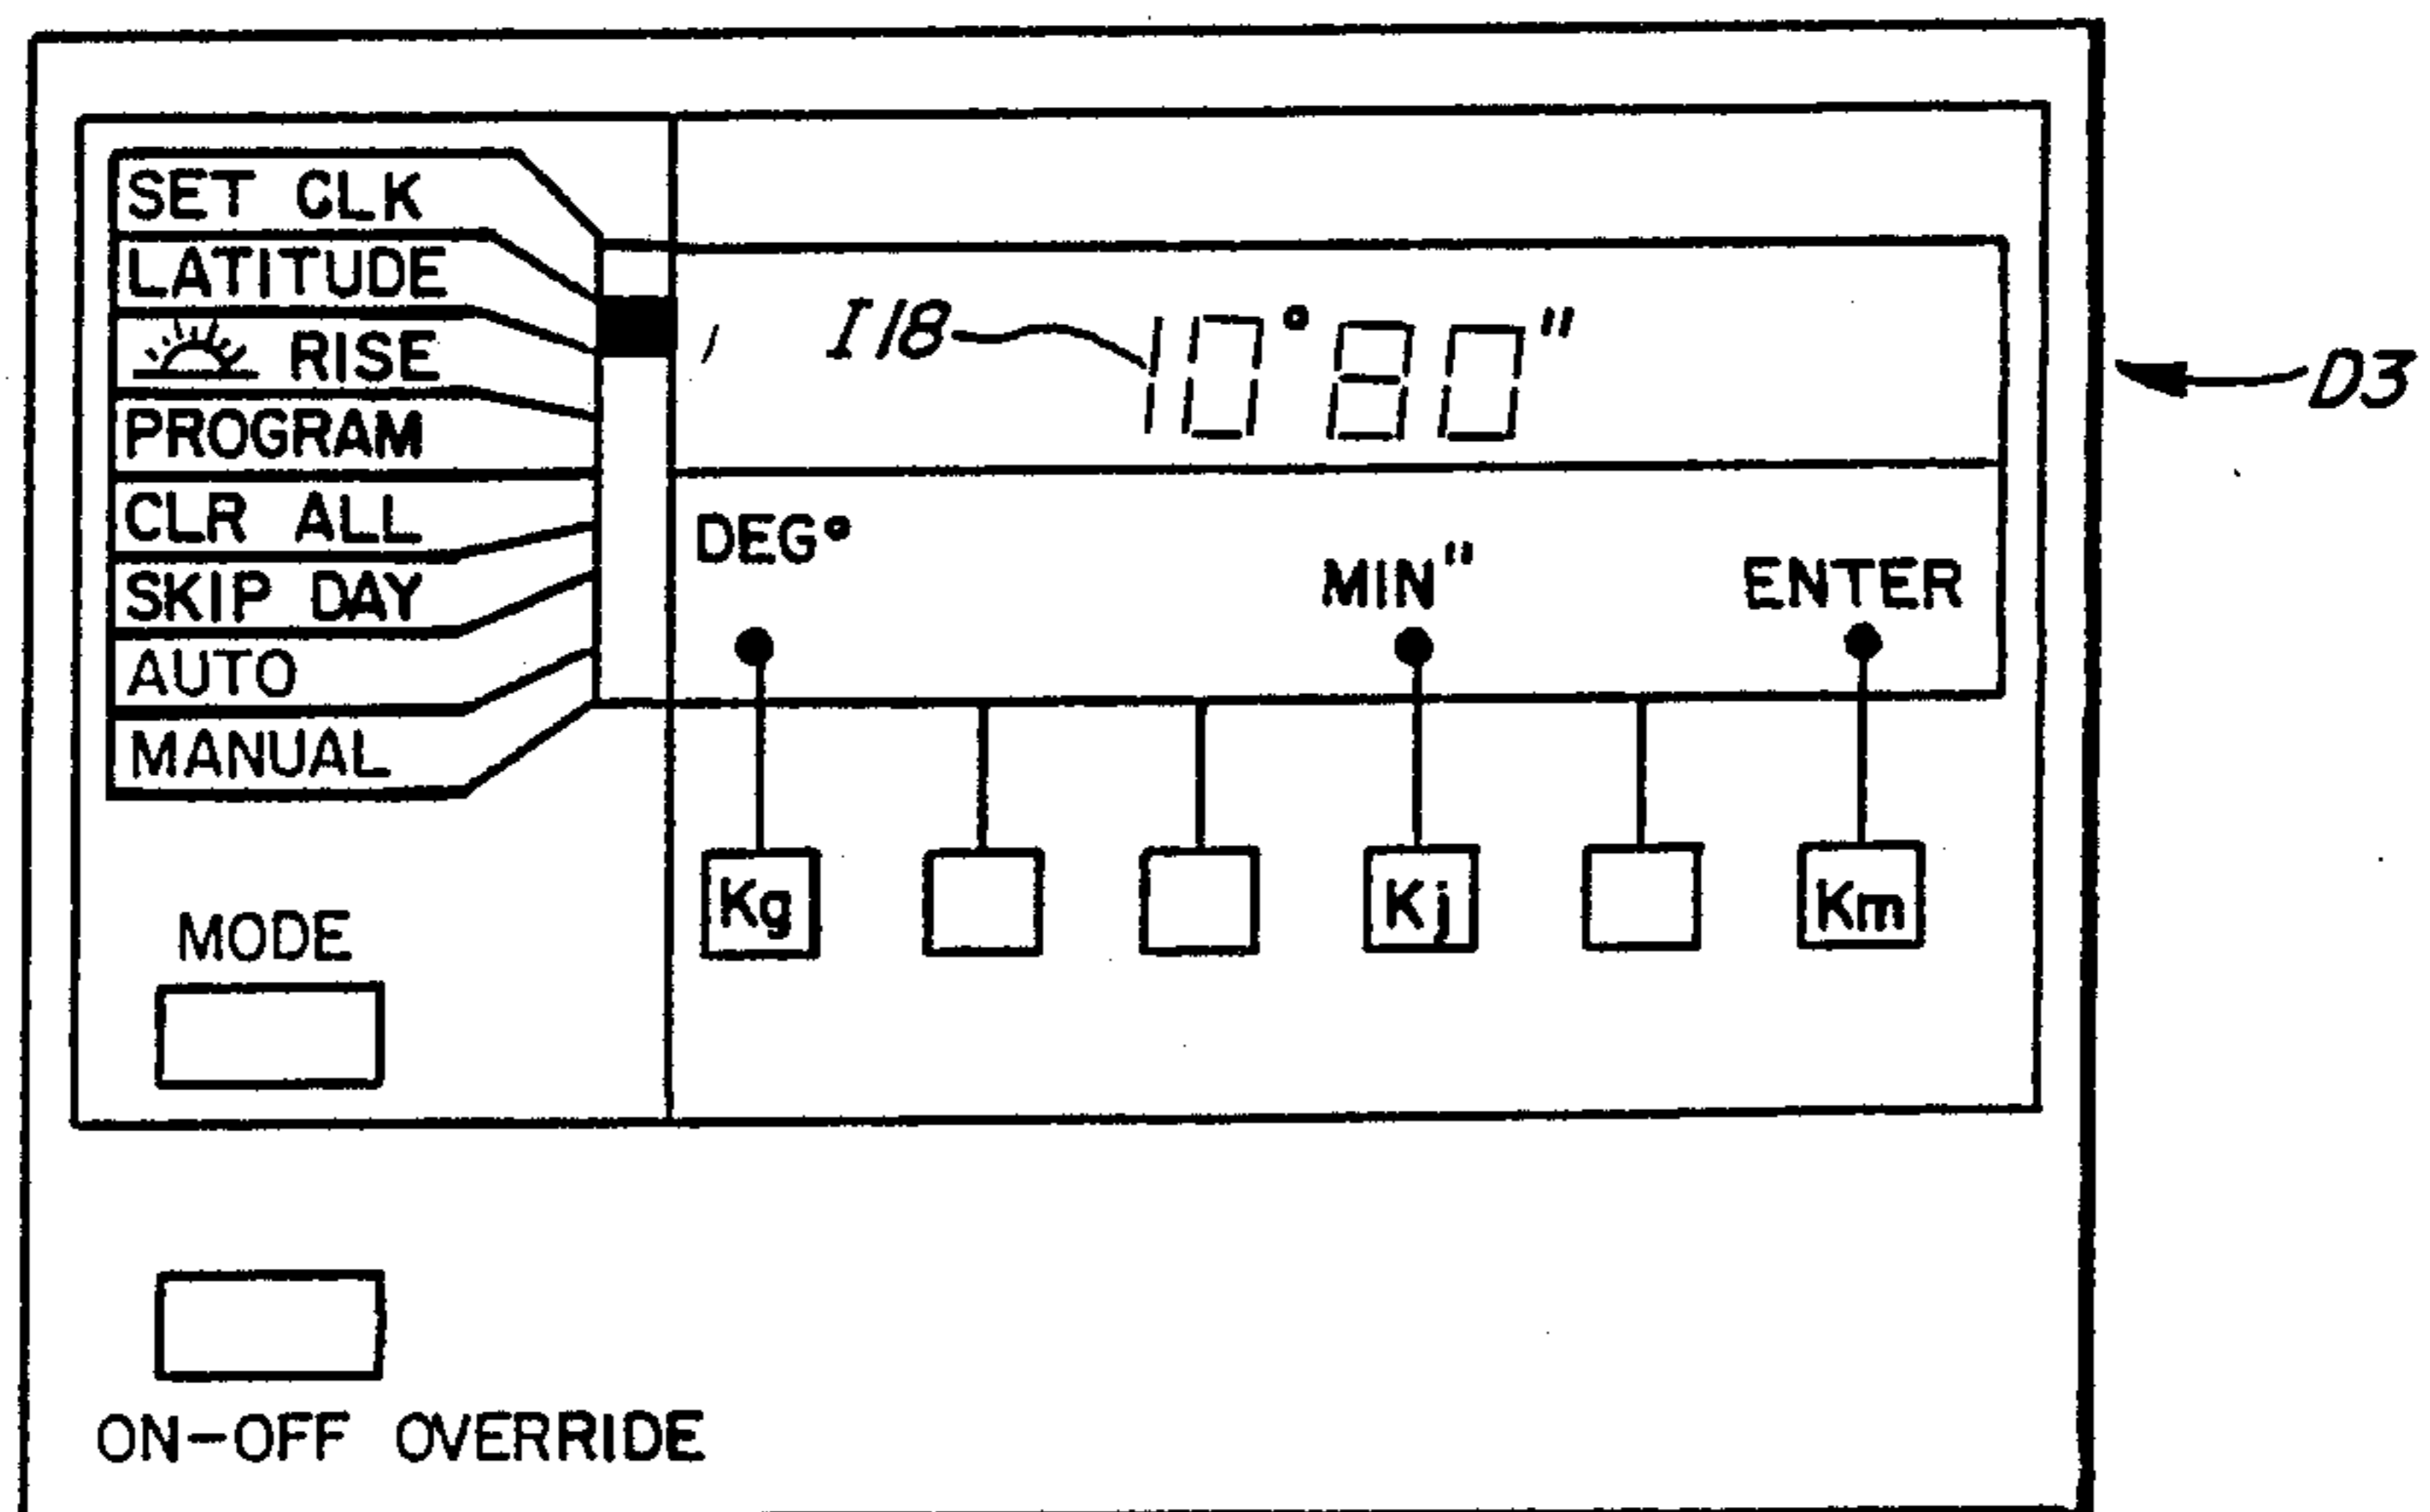 SET CLK
LATITUDE
RISE
PROGRAM
CLR ALL
SKIP DAY
AUTO
MANUAL
I18
10°80"
D3
DEG°
MIN"
ENTER
Kg
Kj
Km
MODE
ON-OFF OVERRIDE